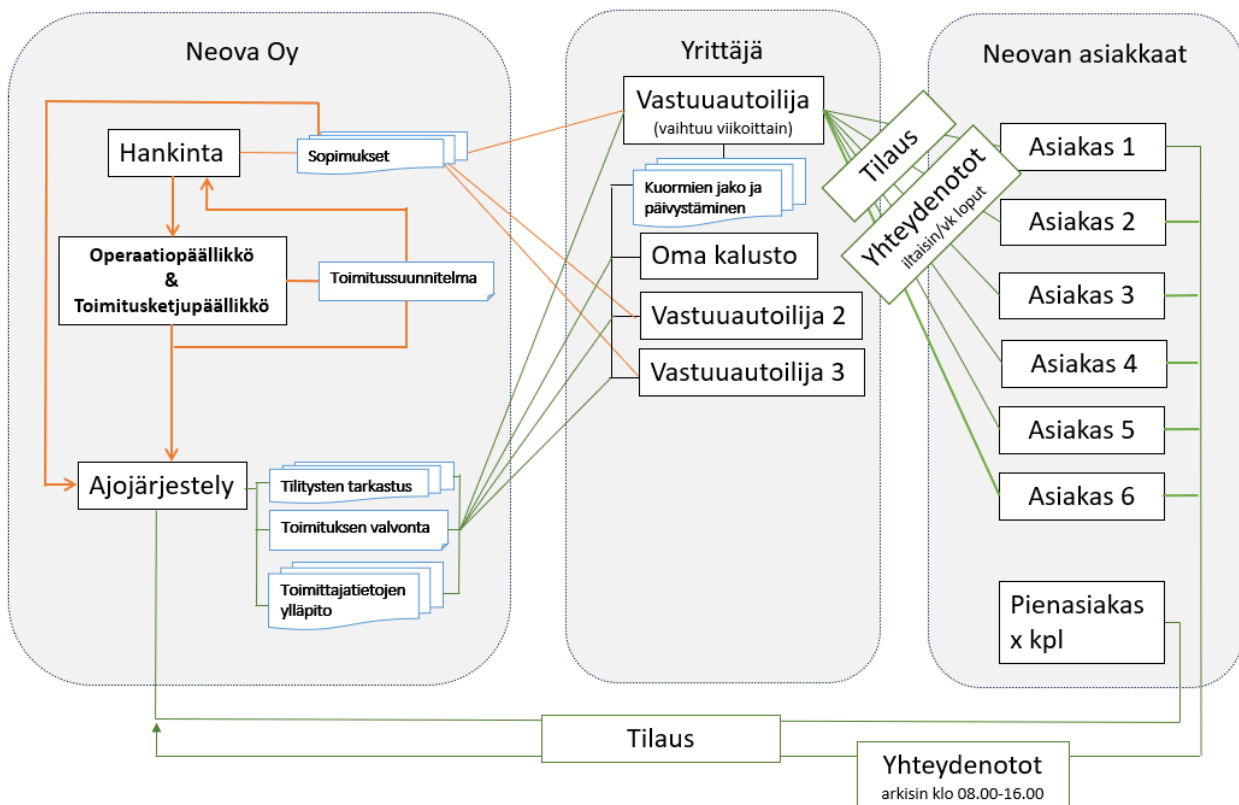 Neova Oy
Hankinta
Sopimukset
Operaatiopäällikkö
&
Toimitusketjupäällikkö
Toimitussuunnitelma
Ajojärjestely
Tilitysten tarkastus
Toimituksen valvonta
Toimittajatietojen
ylläpito
Yrittäjä
Vastuuautoilija
(vaihtuu viikoittain)
Kuormien jako ja
päivystäminen
Oma kalusto
Vastuuautoilija 2
Vastuuautoilija 3
Tilaus
Yhteydenotot
iltaisin/vk loput
Neovan asiakkaat
Asiakas 1
Asiakas 2
Asiakas 3
Asiakas 4
Asiakas 5
Asiakas 6
Pienasiakas
x kpl
Tilaus
Yhteydenotot
arkisin klo 08.00-16.00